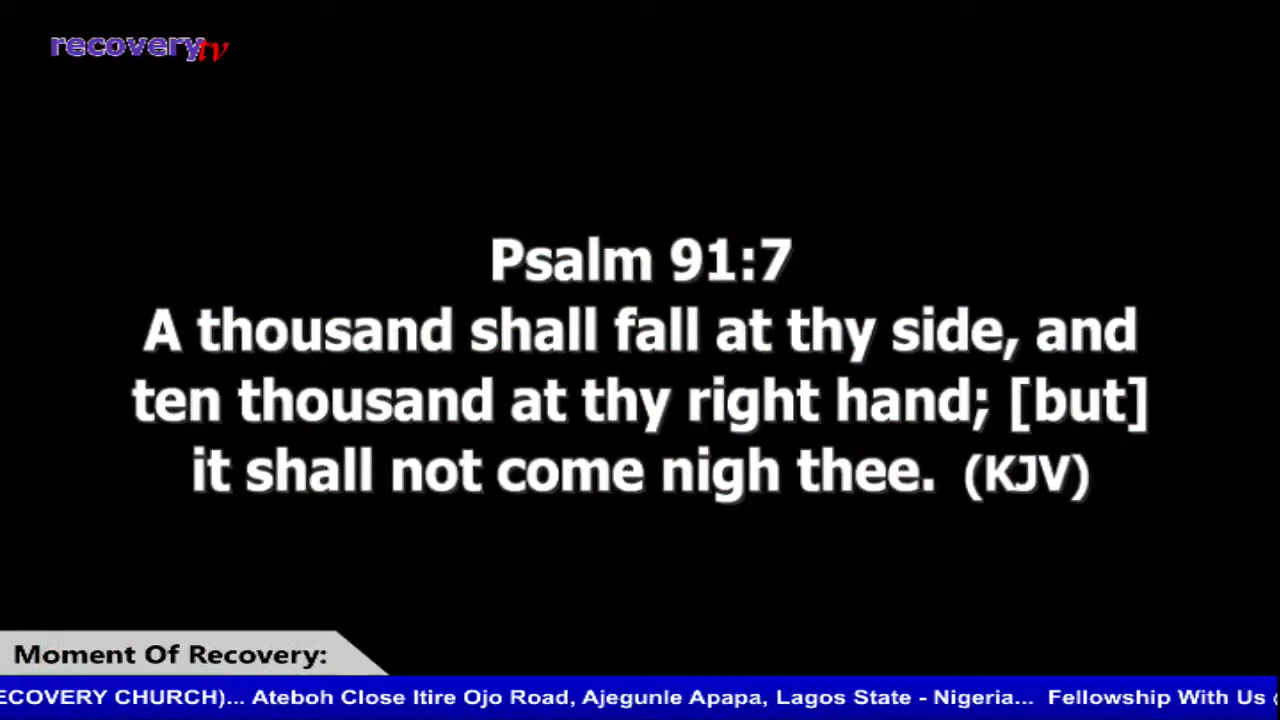 recoverytv
Psalm 91:7
A thousand shall fall at thy side, and
ten thousand at thy right hand; [but]
it shall not come nigh thee. (KJV)
Moment Of Recovery:
ECOVERY CHURCH)... Ateboh Close Itire Ojo Road, Ajegunle Apapa, Lagos State - Nigeria... Fellowship With Us